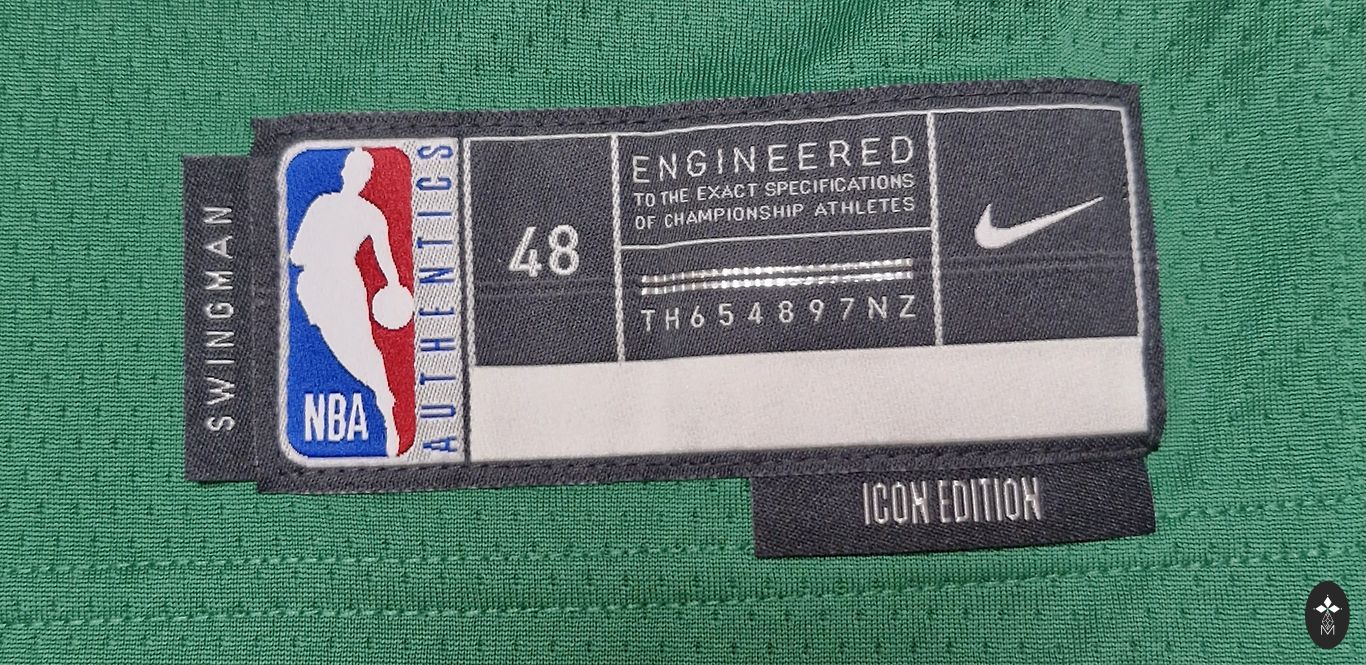 SWINGMAN
NBA
AUTHENTICS
48
ENGINEERED
TO THE EXACT SPECIFICATIONS
OF CHAMPIONSHIP ATHLETES
TH654897NZ
ICON EDITION
M